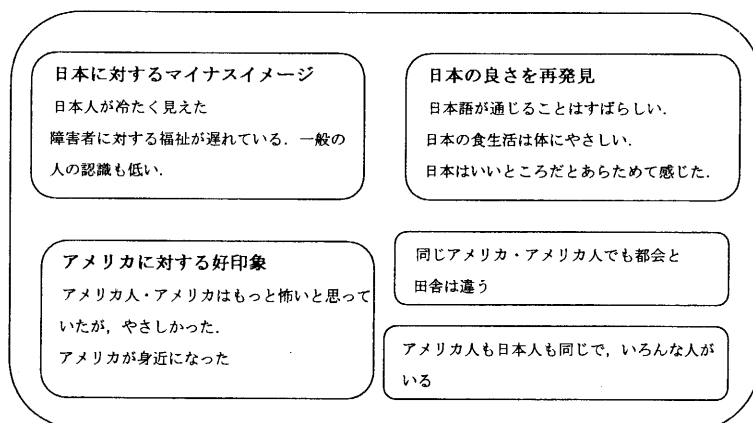 日本に対するマイナスイメージ
日本人が冷たく見えた
障害者に対する福祉が遅れている．一般の
人の認識も低い．
日本の良さを再発見
日本語が通じることはすばらしい．
日本の食生活は体にやさしい．
日本はいいところだとあらためて感じた．
アメリカに対する好印象
アメリカ人・アメリカはもっと怖いと思って
いたが，やさしかった．
アメリカが身近になった
同じアメリカ・アメリカ人でも都会と
田舎は違う
アメリカ人も日本人も同じで，いろんな人が
いる